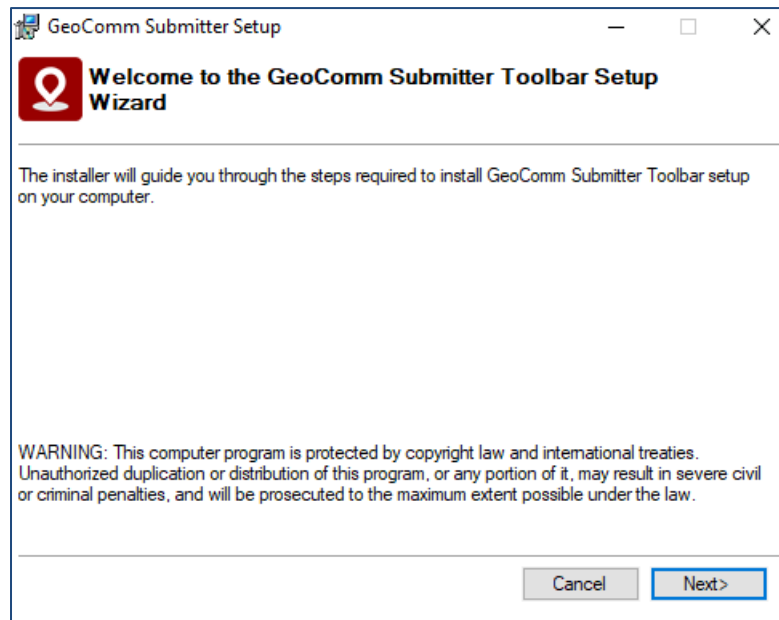 GeoComm Submitter Setup
Welcome to the GeoComm Submitter Toolbar Setup
Wizard
The installer will guide you through the steps required to install GeoComm Submitter Toolbar setup
on your computer.
WARNING: This computer program is protected by copyright law and international treaties.
Unauthorized duplication or distribution of this program, or any portion of it, may result in severe civil
or criminal penalties, and will be prosecuted to the maximum extent possible under the law.
Cancel Next>